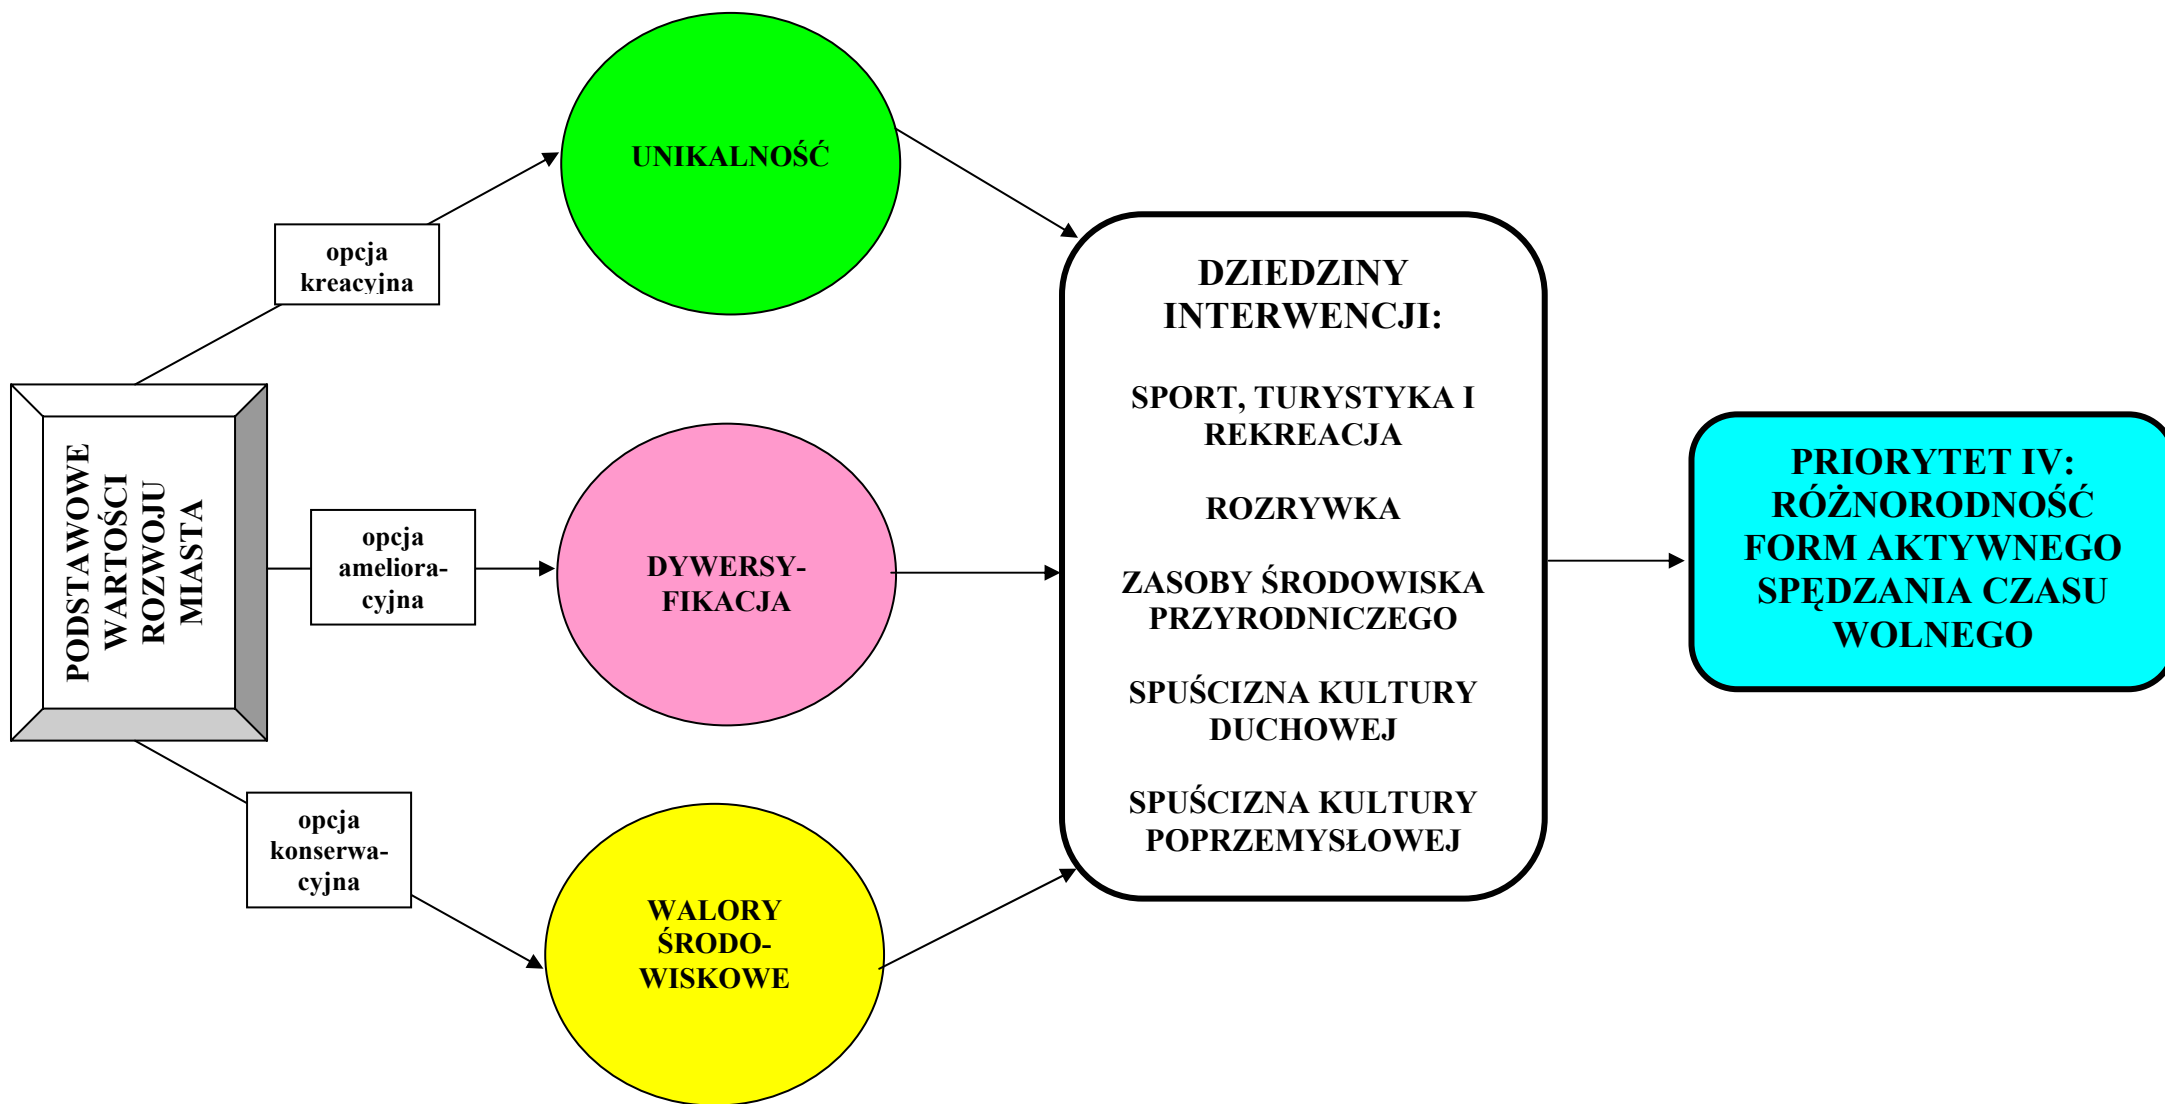 PODSTAWOWE
WARTOŚCI
ROZWOJU
MIASTA
opcja
kreacyjna
opcja
ameliora-
cyjna
opcja
konserwa-
cyjna
UNIKALNOŚĆ
DYWERSY-
FIKACJA
WALORY
ŚRODO-
WISKOWE
DZIEDZINY
INTERWENCJI:
SPORT, TURYSTYKA I
REKREACJA
ROZRYWKA
ZASOBY ŚRODOWISKA
PRZYRODNICZEGO
SPUŚCIZNA KULTURY
DUCHOWEJ
SPUŚCIZNA KULTURY
POPRZEMYSŁOWEJ
PRIORYTET IV:
RÓŻNORODNOŚĆ
FORM AKTYWNEGO
SPĘDZANIA CZASU
WOLNEGO